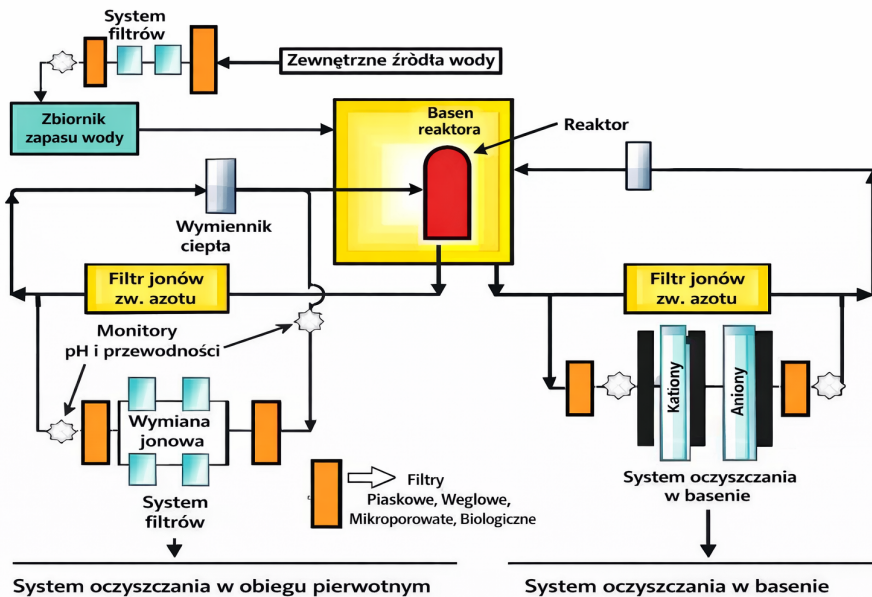 System
filtrów
Zewnętrzne źròdła wody
Zbiornik
zapasu wody
Basen
reaktora
Reaktor
Wymiennik
ciepła
Filtr jonów
zw. azotu
Filtr jonów
zw. azotu
Monitory
pH i przewodności
Wymiana
jonowa
Kationy
Aniony
System
filtrów
Filtry
Piaskowe, Weglowe,
Mikroporowate, Biologiczne
System oczyszczania
w basenie
System oczyszczania w obiegu pierwotnym
System oczyszczania w basenie